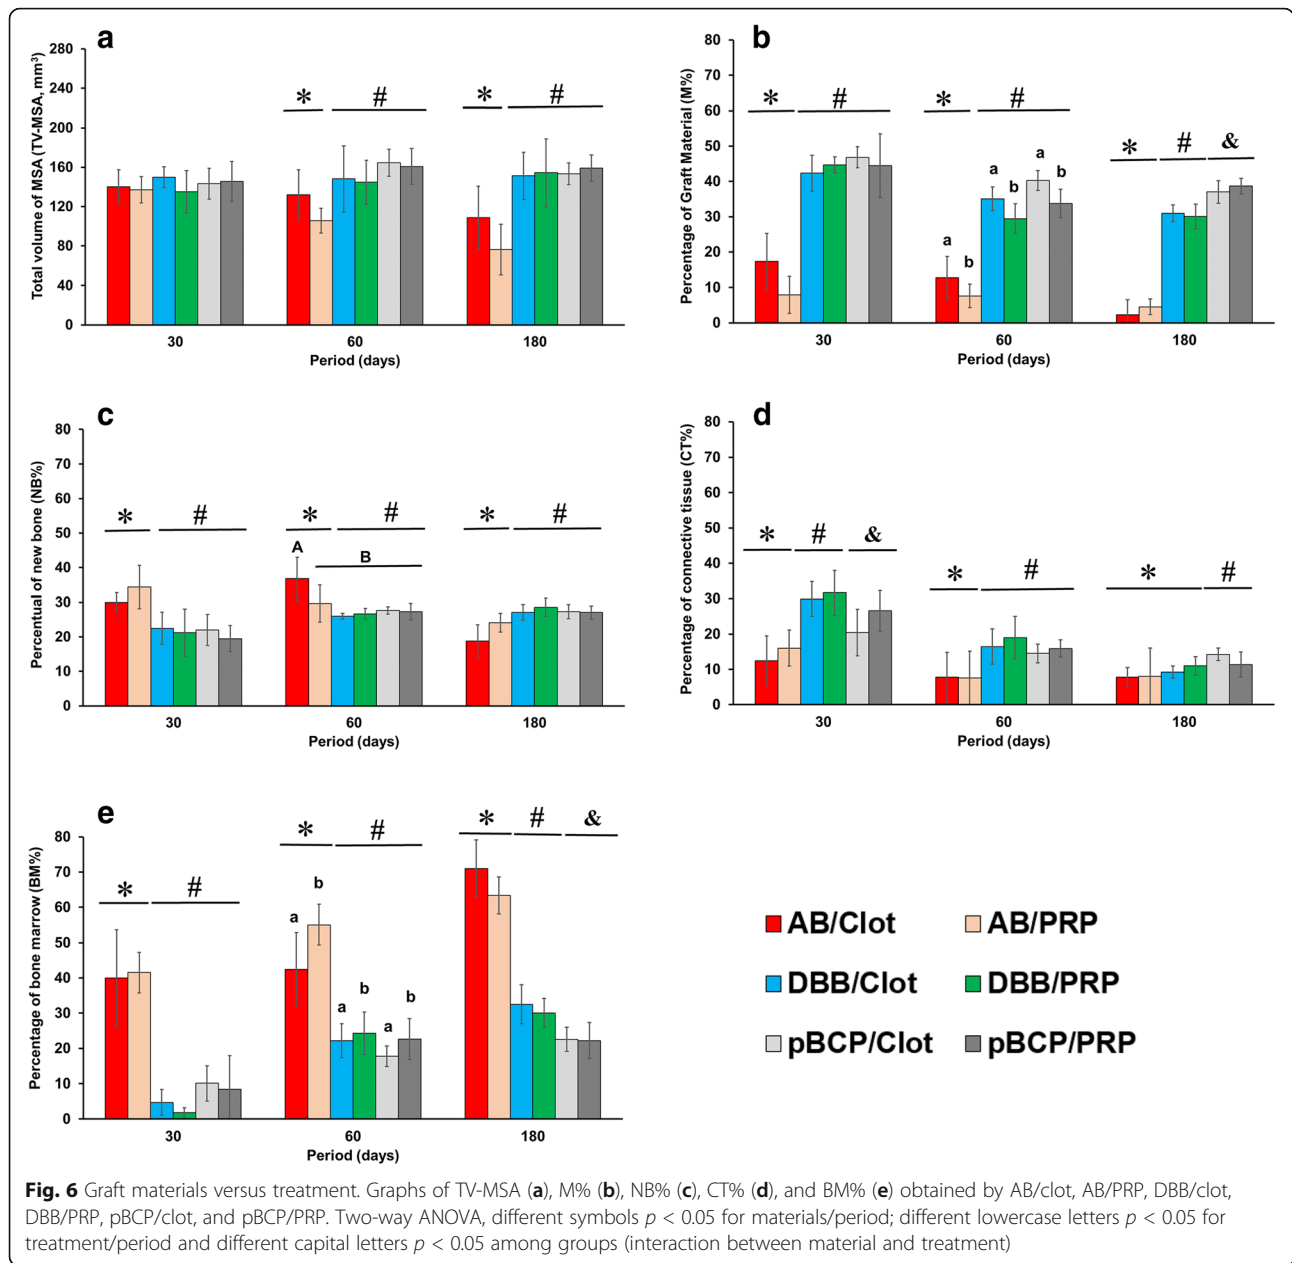 a
280
240
200
160
120
80
40
0
Total volume of MSA (TV-MSA, mm³)
* # * #
30 60 180
Period (days)
b
80
70
60
50
40
30
20
10
0
Percentage of Graft Material (M%)
* # * # * # &
a b a b a b
30 60 180
Period (days)
c
80
70
60
50
40
30
20
10
0
Percentual of new bone (NB%)
* # * # * #
A B
30 60 180
Period (days)
d
80
70
60
50
40
30
20
10
0
Percentage of connective tissue (CT%)
* # & * # * #
30 60 180
Period (days)
e
80
70
60
50
40
30
20
10
0
Percentage of bone marrow (BM%)
* # * # * # &
a b a b a b
30 60 180
Period (days)
AB/Clot AB/PRP
DBB/Clot DBB/PRP
pBCP/Clot pBCP/PRP
Fig. 6 Graft materials versus treatment. Graphs of TV-MSA (a), M% (b), NB% (c), CT% (d), and BM% (e) obtained by AB/clot, AB/PRP, DBB/clot,
DBB/PRP, pBCP/clot, and pBCP/PRP. Two-way ANOVA, different symbols p < 0.05 for materials/period; different lowercase letters p < 0.05 for
treatment/period and different capital letters p < 0.05 among groups (interaction between material and treatment)